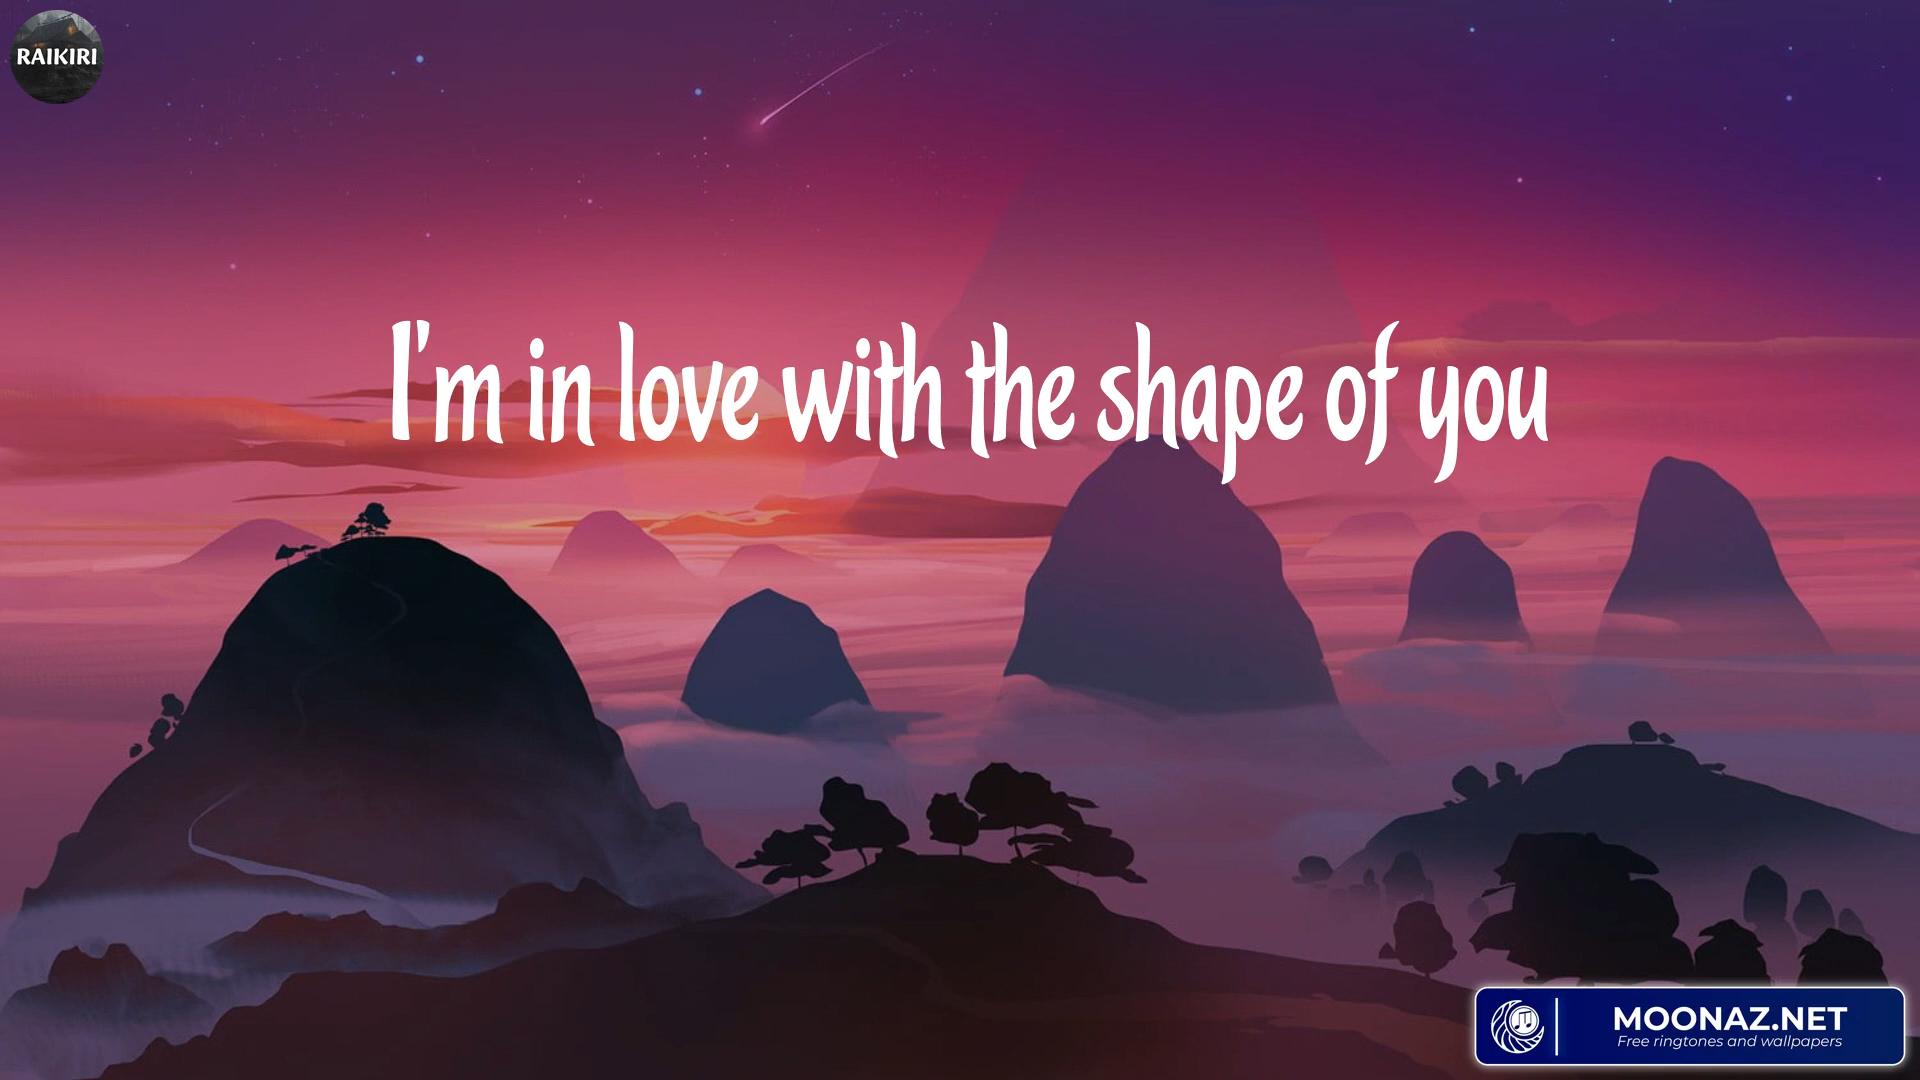 RAIKIRI
I'm in love with the shape of you
MOONAZ.NET
Free ringtones and wallpapers